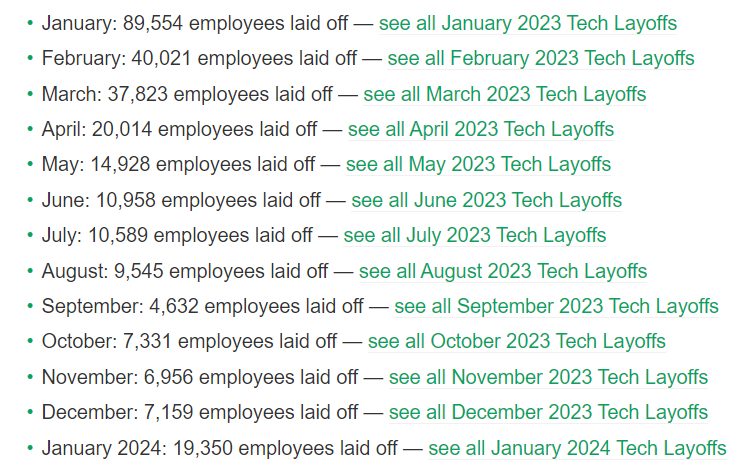 • January: 89,554 employees laid off — see all January 2023 Tech Layoffs
• February: 40,021 employees laid off — see all February 2023 Tech Layoffs
• March: 37,823 employees laid off — see all March 2023 Tech Layoffs
• April: 20,014 employees laid off — see all April 2023 Tech Layoffs
• May: 14,928 employees laid off — see all May 2023 Tech Layoffs
• June: 10,958 employees laid off — see all June 2023 Tech Layoffs
• July: 10,589 employees laid off — see all July 2023 Tech Layoffs
• August: 9,545 employees laid off — see all August 2023 Tech Layoffs
• September: 4,632 employees laid off — see all September 2023 Tech Layoffs
• October: 7,331 employees laid off — see all October 2023 Tech Layoffs
• November: 6,956 employees laid off — see all November 2023 Tech Layoffs
• December: 7,159 employees laid off — see all December 2023 Tech Layoffs
• January 2024: 19,350 employees laid off — see all January 2024 Tech Layoffs